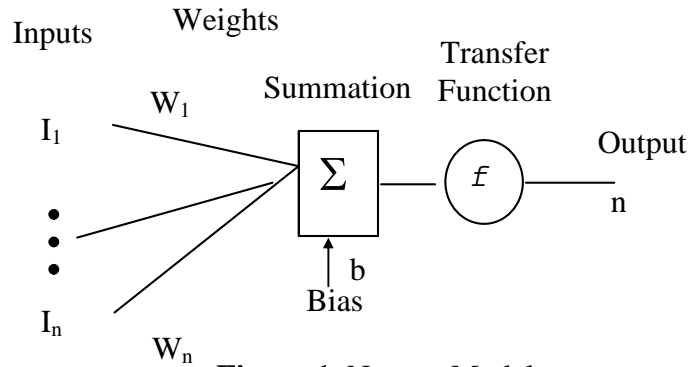 Inputs
Weights
Transfer
Function
Summation
W1
I1
Σ
f
Output
n
b
Bias
In
Wn